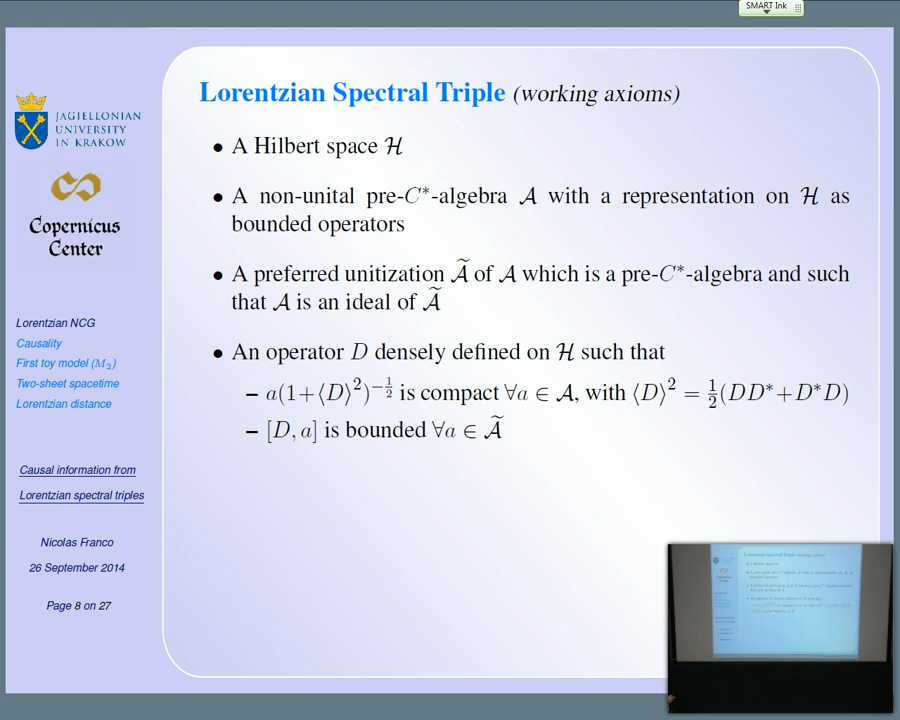 SMART Ink
JAGIELLONIAN
UNIVERSITY
IN KRAKOW
Copernicus
Center
Lorentzian NCG
Causality
First toy model (M₂)
Two-sheet spacetime
Lorentzian distance
Causal information from
Lorentzian spectral triples
Nicolas Franco
26 September 2014
Page 8 on 27
Lorentzian Spectral Triple (working axioms)
• A Hilbert space ℋ
• A non-unital pre-C*-algebra 𝒜 with a representation on ℋ as
bounded operators
• A preferred unitization 𝒜̃ of 𝒜 which is a pre-C*-algebra and such
that 𝒜 is an ideal of 𝒜̃
• An operator D densely defined on ℋ such that
– a(1+⟨D⟩²)^{-1/2} is compact ∀a ∈ 𝒜, with ⟨D⟩² = ½(DD*+D*D)
– [D, a] is bounded ∀a ∈ 𝒜̃